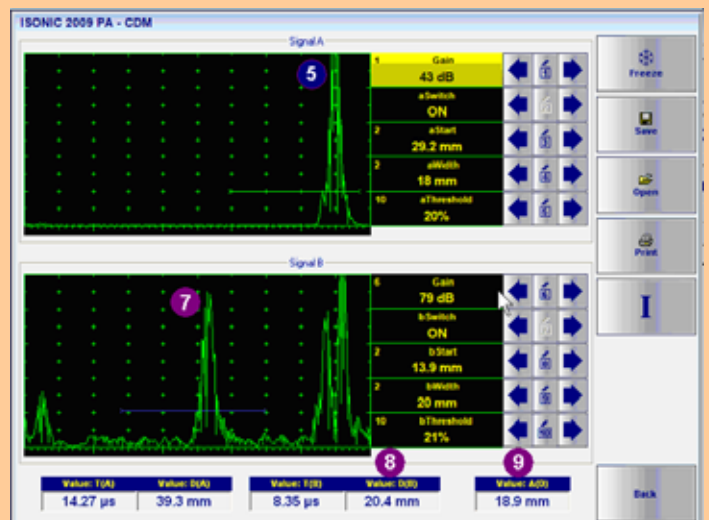 ISONIC 2009 PA - CDM
Signal A
5
1 Gain
43 dB
aSwitch
ON
2 aStart
29.2 mm
2 aWidth
18 mm
10 aThreshold
20%
Freeze
Save
Open
Print
I
Back
Signal B
7
6 Gain
79 dB
bSwitch
ON
2 bStart
13.9 mm
2 bWidth
20 mm
10 bThreshold
21%
8
9
Value: T(A)
14.27 µs
Value: D(A)
39.3 mm
Value: T(B)
8.35 µs
Value: D(B)
20.4 mm
18.9 mm